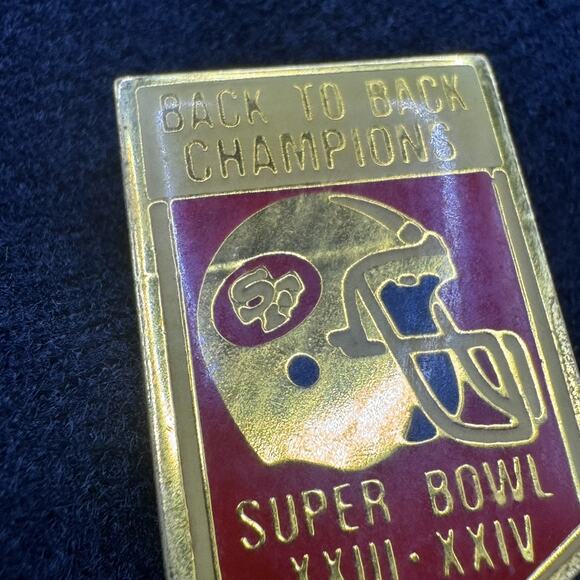 BACK TO BACK
CHAMPIONS
SF
SUPER BOWL
XXIII · XXIV